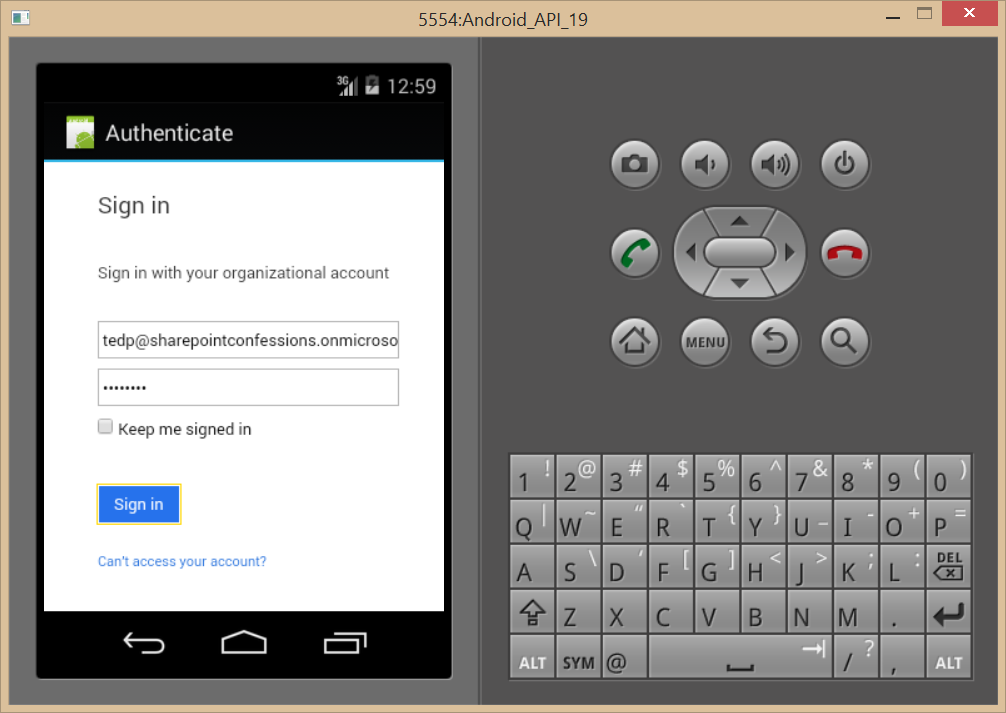 5554:Android_API_19
3G 12:59
Authenticate
Sign in
Sign in with your organizational account
tedp@sharepointconfessions.onmicroso
••••••••
Keep me signed in
Sign in
Can't access your account?
MENU
1 ! 2 @ 3 # 4 $ 5 % 6 ^ 7 & 8 * 9 ( 0 )
Q | W ~ E “ R ` T { Y } U _ I - O + P =
A S \ D ‘ F [ G ] H < J > K ; L : DEL
Z X C V B N M .
ALT SYM @ / ? , ALT